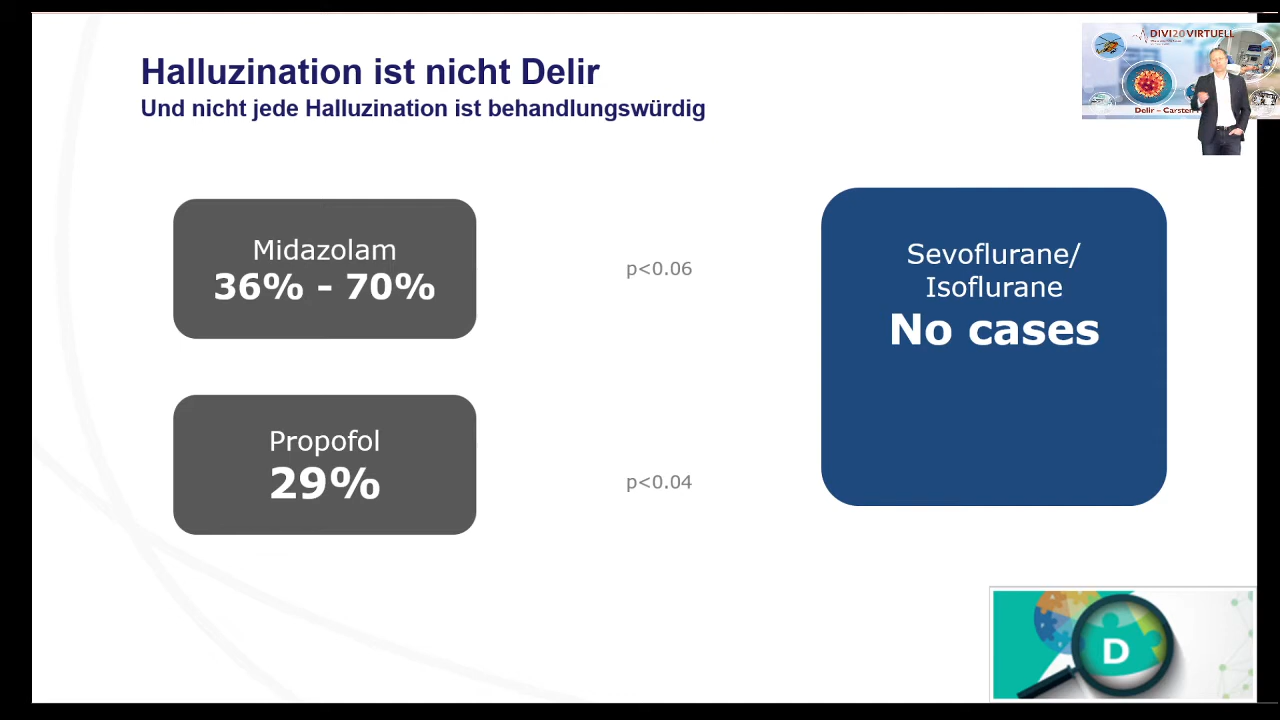 Halluzination ist nicht Delir
Und nicht jede Halluzination ist behandlungswürdig
DIVI20VIRTUELL
Delir – Carsten
Midazolam
36% - 70%
p<0.06
Sevoflurane/
Isoflurane
No cases
Propofol
29%
p<0.04
D